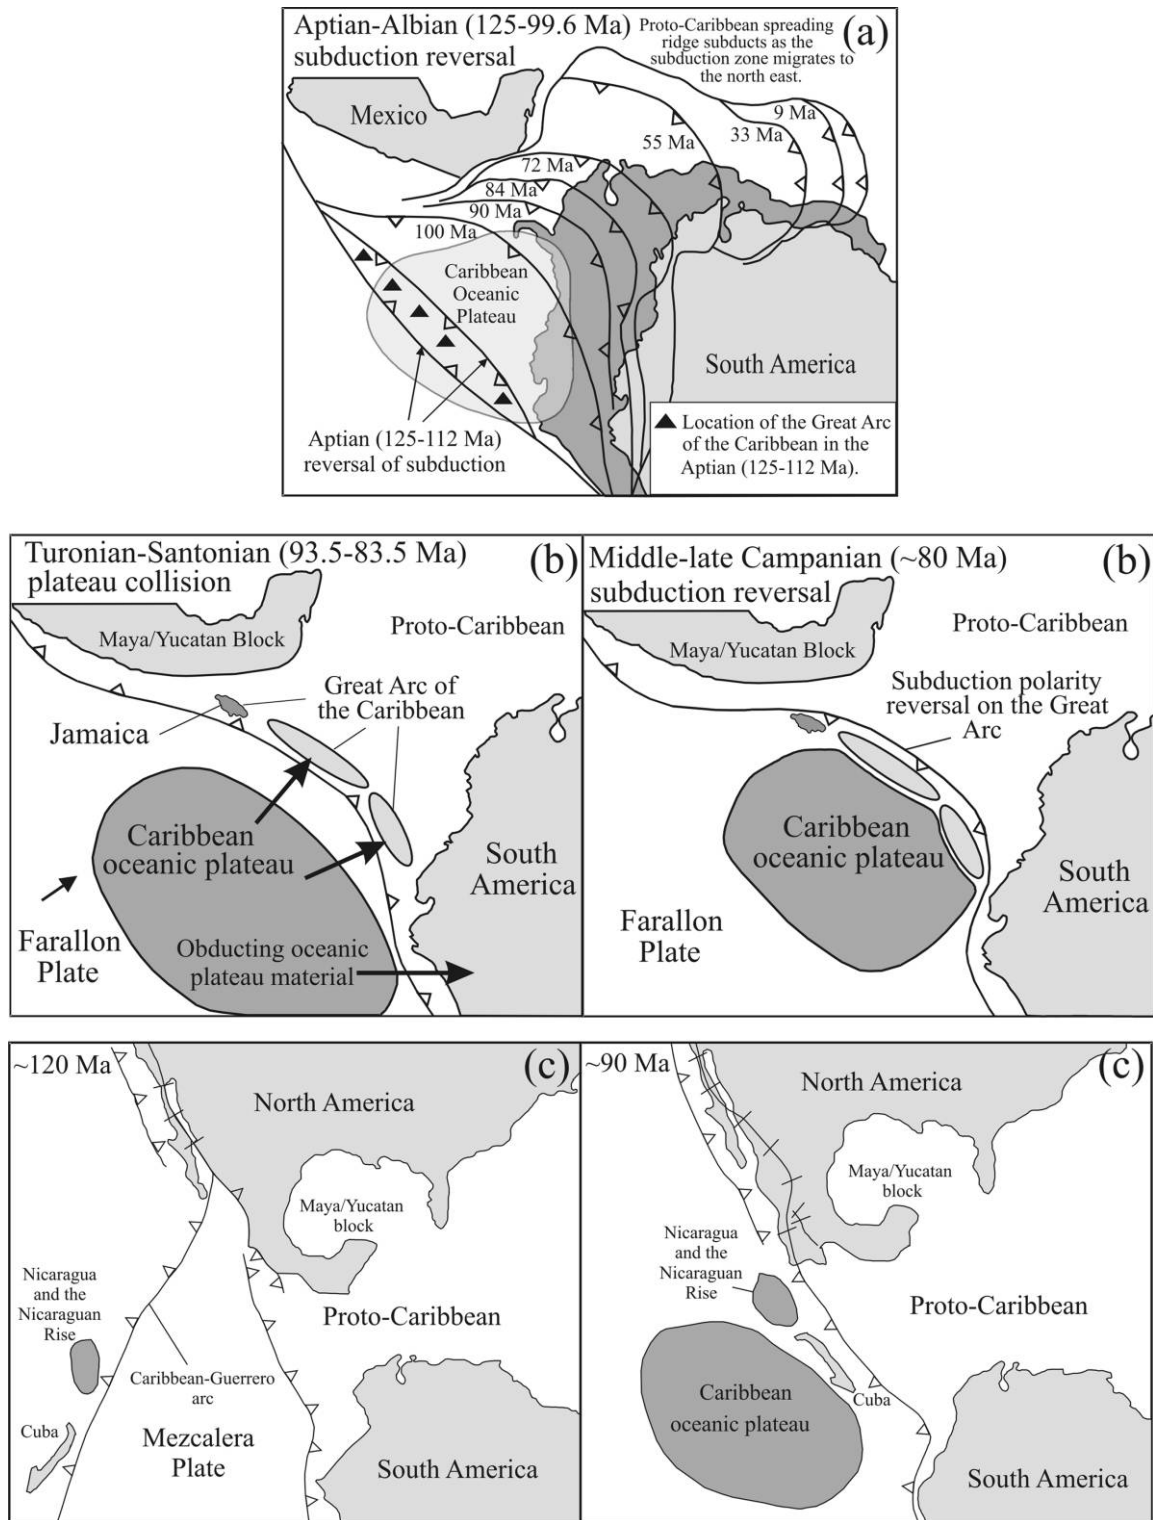 Aptian-Albian (125-99.6 Ma)
subduction reversal
Proto-Caribbean spreading
ridge subducts as the
subduction zone migrates to
the north east.
(a)
Mexico
9 Ma
33 Ma
55 Ma
72 Ma
84 Ma
90 Ma
100 Ma
Caribbean
Oceanic
Plateau
South America
Aptian (125-112 Ma)
reversal of subduction
Location of the Great Arc
of the Caribbean in the
Aptian (125-112 Ma).
Turonian-Santonian (93.5-83.5 Ma)
plateau collision
(b)
Maya/Yucatan Block
Proto-Caribbean
Great Arc of
the Caribbean
Jamaica
Caribbean
oceanic plateau
South
America
Farallon
Plate
Obducting oceanic
plateau material
Middle-late Campanian (~80 Ma)
subduction reversal
(b)
Maya/Yucatan Block
Proto-Caribbean
Subduction polarity
reversal on the Great
Arc
Caribbean
oceanic plateau
South
America
Farallon
Plate
~120 Ma
(c)
North America
Maya/Yucatan
block
Nicaragua
and the
Nicaraguan
Rise
Proto-Caribbean
Caribbean-Guerrero
arc
Cuba
Mezcalera
Plate
South America
~90 Ma
(c)
North America
Maya/Yucatan
block
Nicaragua
and the
Nicaraguan
Rise
Proto-Caribbean
Caribbean
oceanic plateau
Cuba
South America